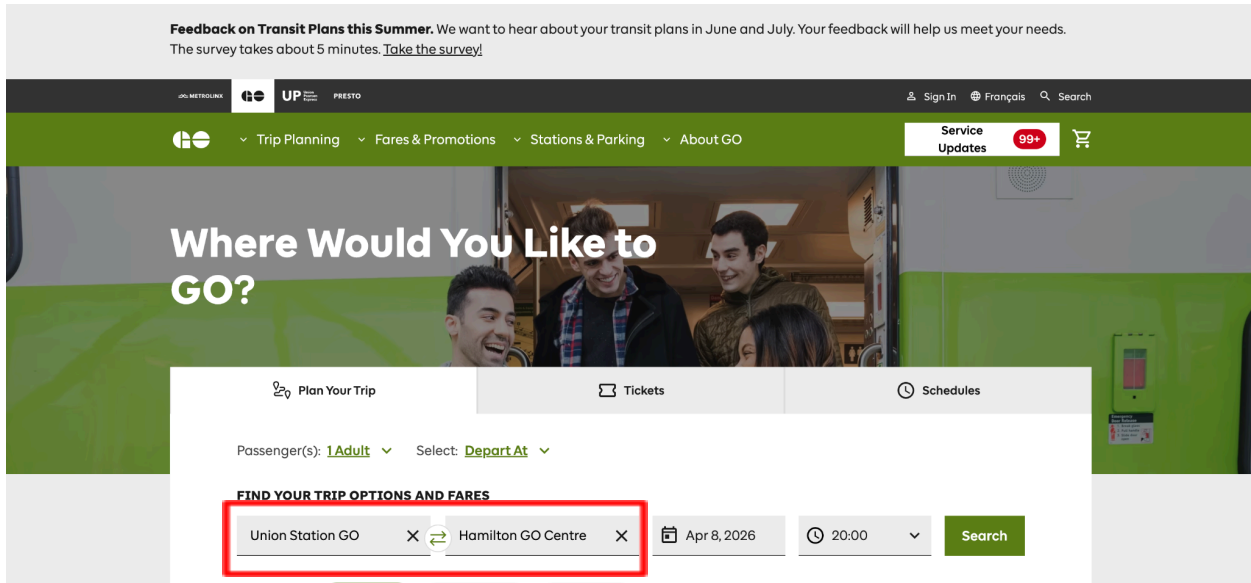 Feedback on Transit Plans this Summer. We want to hear about your transit plans in June and July. Your feedback will help us meet your needs.
The survey takes about 5 minutes. Take the survey!
METROLINX GO UP PRESTO Sign In Français Search
GO Trip Planning Fares & Promotions Stations & Parking About GO Service Updates 99+
Where Would You Like to
GO?
Plan Your Trip Tickets Schedules
Passenger(s): 1 Adult Select: Depart At
FIND YOUR TRIP OPTIONS AND FARES
Union Station GO Hamilton GO Centre Apr 8, 2026 20:00 Search